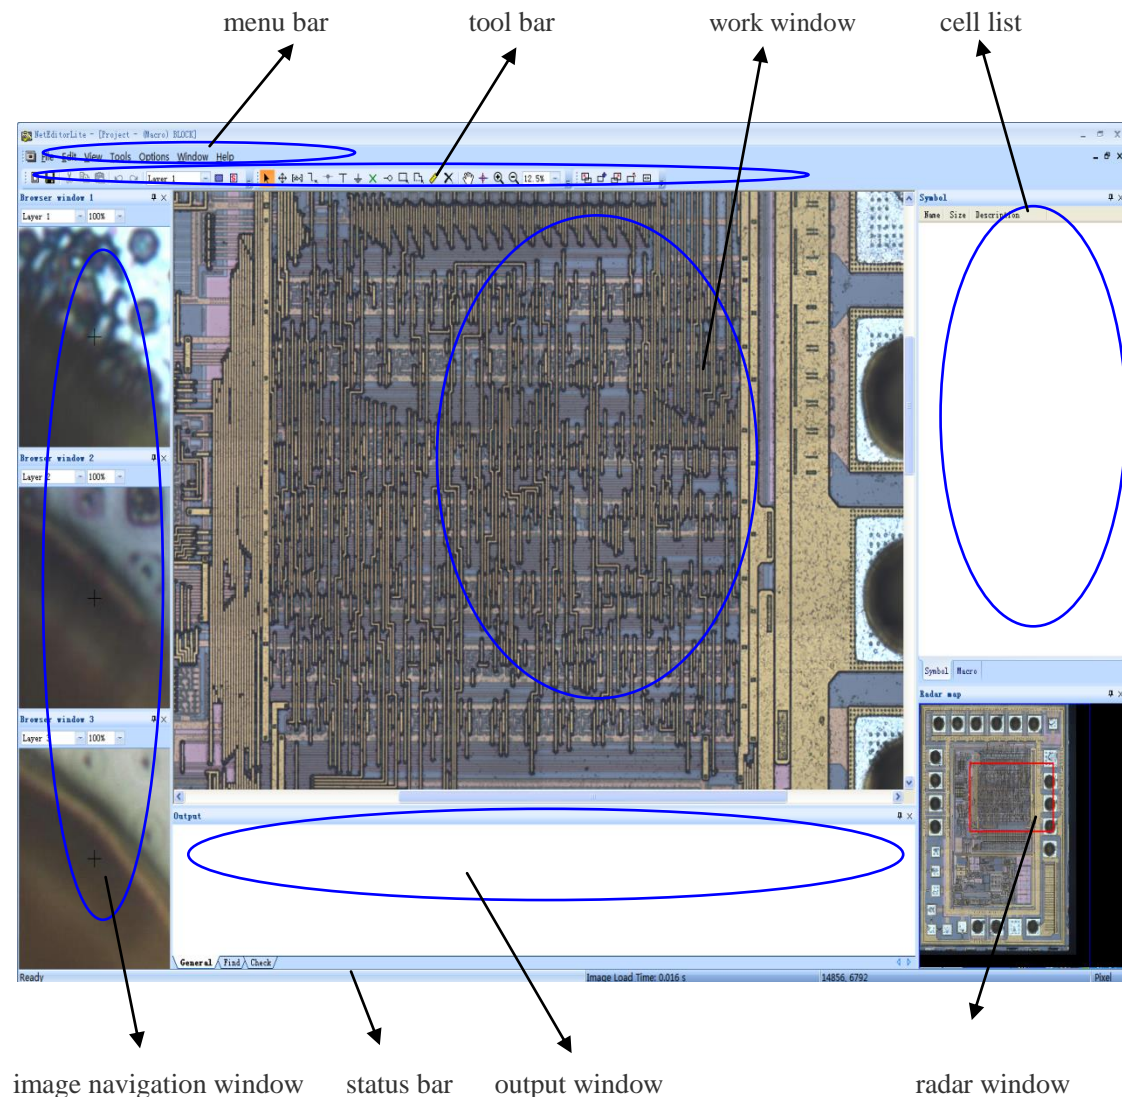 menu bar tool bar work window cell list
NetEditorLite - [Project - (Macro) BLOCK]
File Edit View Tools Options Window Help
Layer 1 12.5%
Browser window 1
Layer 1 100%
Symbol
Name Size Description
Browser window 2
Layer 2 100%
Symbol Macro
Radar map
Browser window 3
Layer 100%
Output
General Find Check
Ready Image Load Time: 0.016 s 14856, 6792 Pixel
image navigation window status bar output window radar window